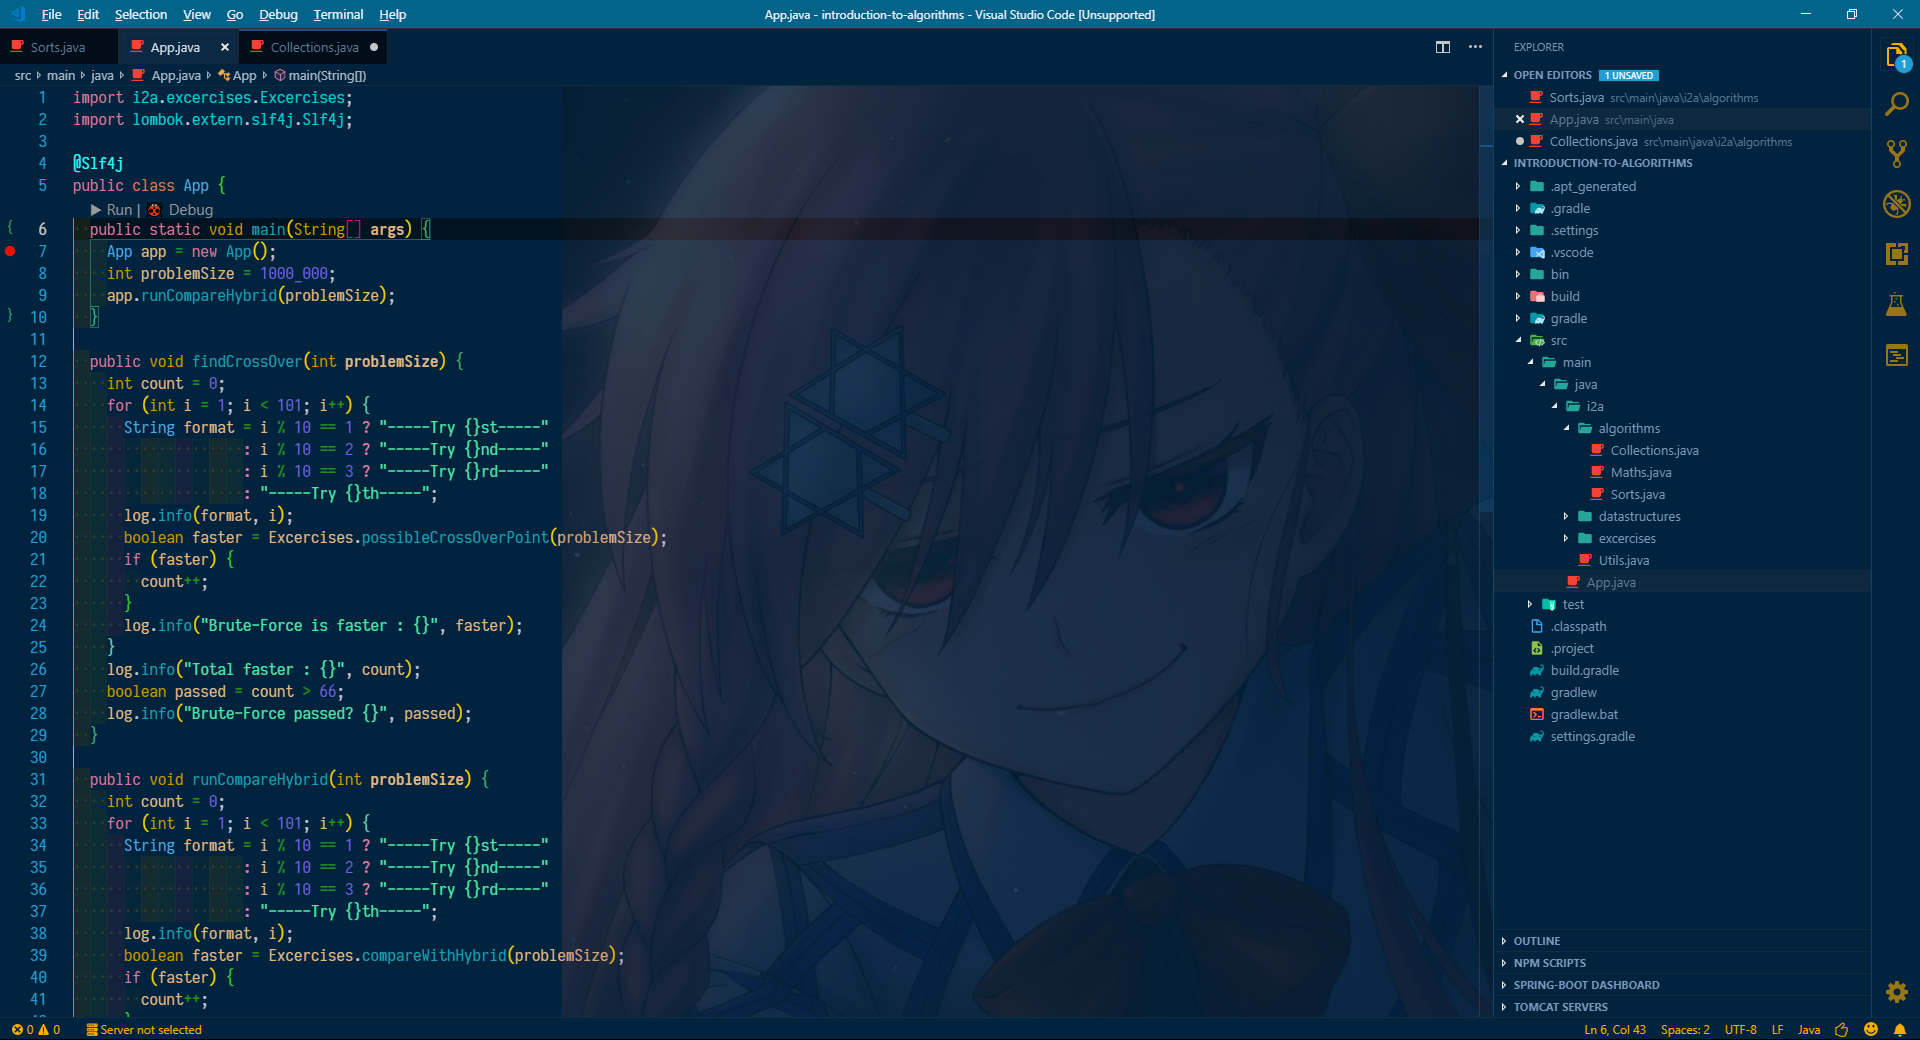 File Edit Selection View Go Debug Terminal Help
App.java - introduction-to-algorithms - Visual Studio Code [Unsupported]
Sorts.java App.java Collections.java
src main java App.java App main(String[])
1 import i2a.excercises.Excercises;
2 import lombok.extern.slf4j.Slf4j;
3
4 @Slf4j
5 public class App {
Run | Debug
{ 6 public static void main(String[] args) {
7 App app = new App();
8 int problemSize = 1000_000;
9 app.runCompareHybrid(problemSize);
} 10 }
11
12 public void findCrossOver(int problemSize) {
13 int count = 0;
14 for (int i = 1; i < 101; i++) {
15 String format = i % 10 == 1 ? "-----Try {}st-----"
16 : i % 10 == 2 ? "-----Try {}nd-----"
17 : i % 10 == 3 ? "-----Try {}rd-----"
18 : "-----Try {}th-----";
19 log.info(format, i);
20 boolean faster = Excercises.possibleCrossOverPoint(problemSize);
21 if (faster) {
22 count++;
23 }
24 log.info("Brute-Force is faster : {}", faster);
25 }
26 log.info("Total faster : {}", count);
27 boolean passed = count > 66;
28 log.info("Brute-Force passed? {}", passed);
29 }
30
31 public void runCompareHybrid(int problemSize) {
32 int count = 0;
33 for (int i = 1; i < 101; i++) {
34 String format = i % 10 == 1 ? "-----Try {}st-----"
35 : i % 10 == 2 ? "-----Try {}nd-----"
36 : i % 10 == 3 ? "-----Try {}rd-----"
37 : "-----Try {}th-----";
38 log.info(format, i);
39 boolean faster = Excercises.compareWithHybrid(problemSize);
40 if (faster) {
41 count++;
EXPLORER
OPEN EDITORS 1 UNSAVED
Sorts.java src\main\java\i2a\algorithms
App.java src\main\java
Collections.java src\main\java\i2a\algorithms
INTRODUCTION-TO-ALGORITHMS
.apt_generated
.gradle
.settings
.vscode
bin
build
gradle
src
main
java
i2a
algorithms
Collections.java
Maths.java
Sorts.java
datastructures
excercises
Utils.java
App.java
test
.classpath
.project
build.gradle
gradlew
gradlew.bat
settings.gradle
OUTLINE
NPM SCRIPTS
SPRING-BOOT DASHBOARD
TOMCAT SERVERS
1
0 0 Server not selected
Ln 6, Col 43 Spaces: 2 UTF-8 LF Java